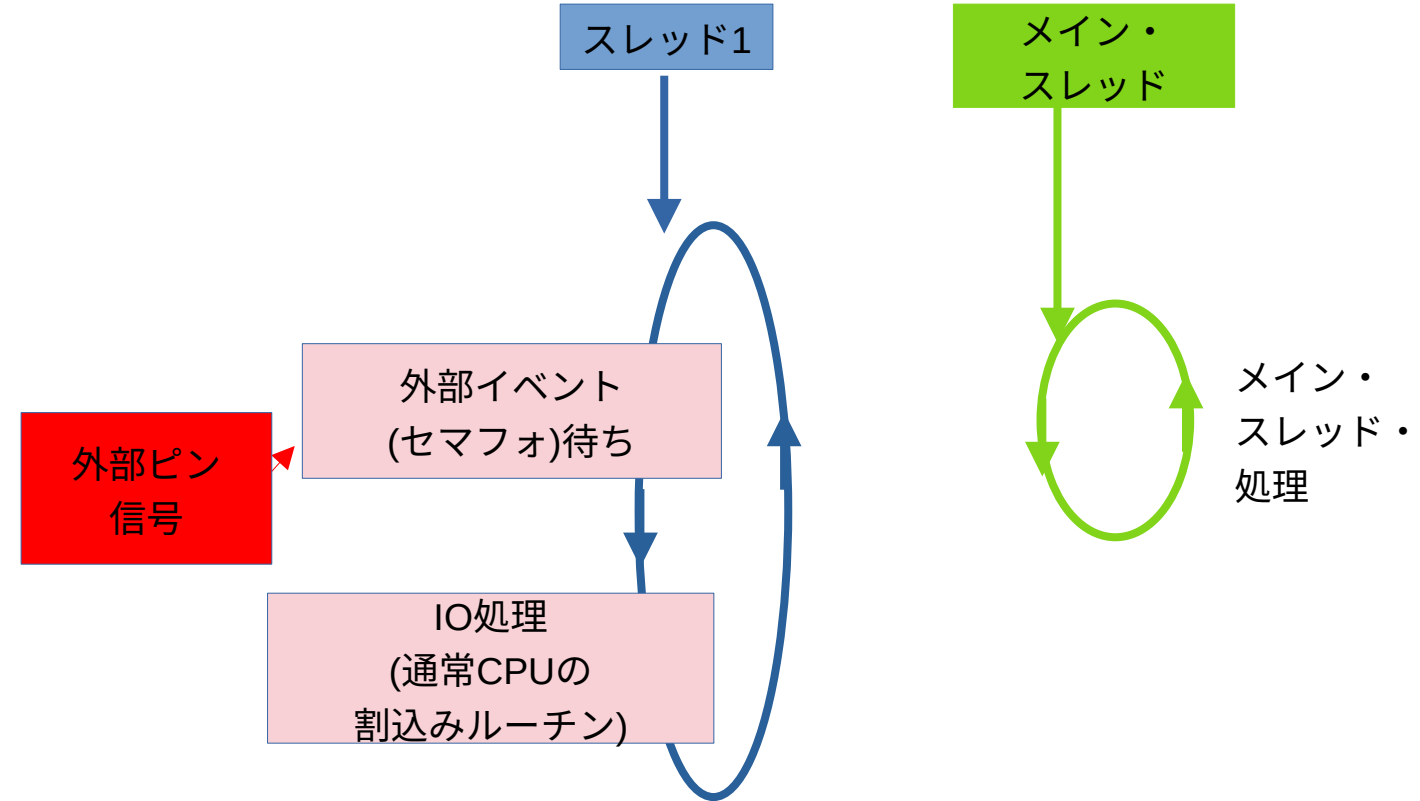 スレッド1
メイン・
スレッド
外部イベント
(セマフォ)待ち
外部ピン
信号
メイン・
スレッド・
処理
IO処理
(通常CPUの
割込みルーチン)